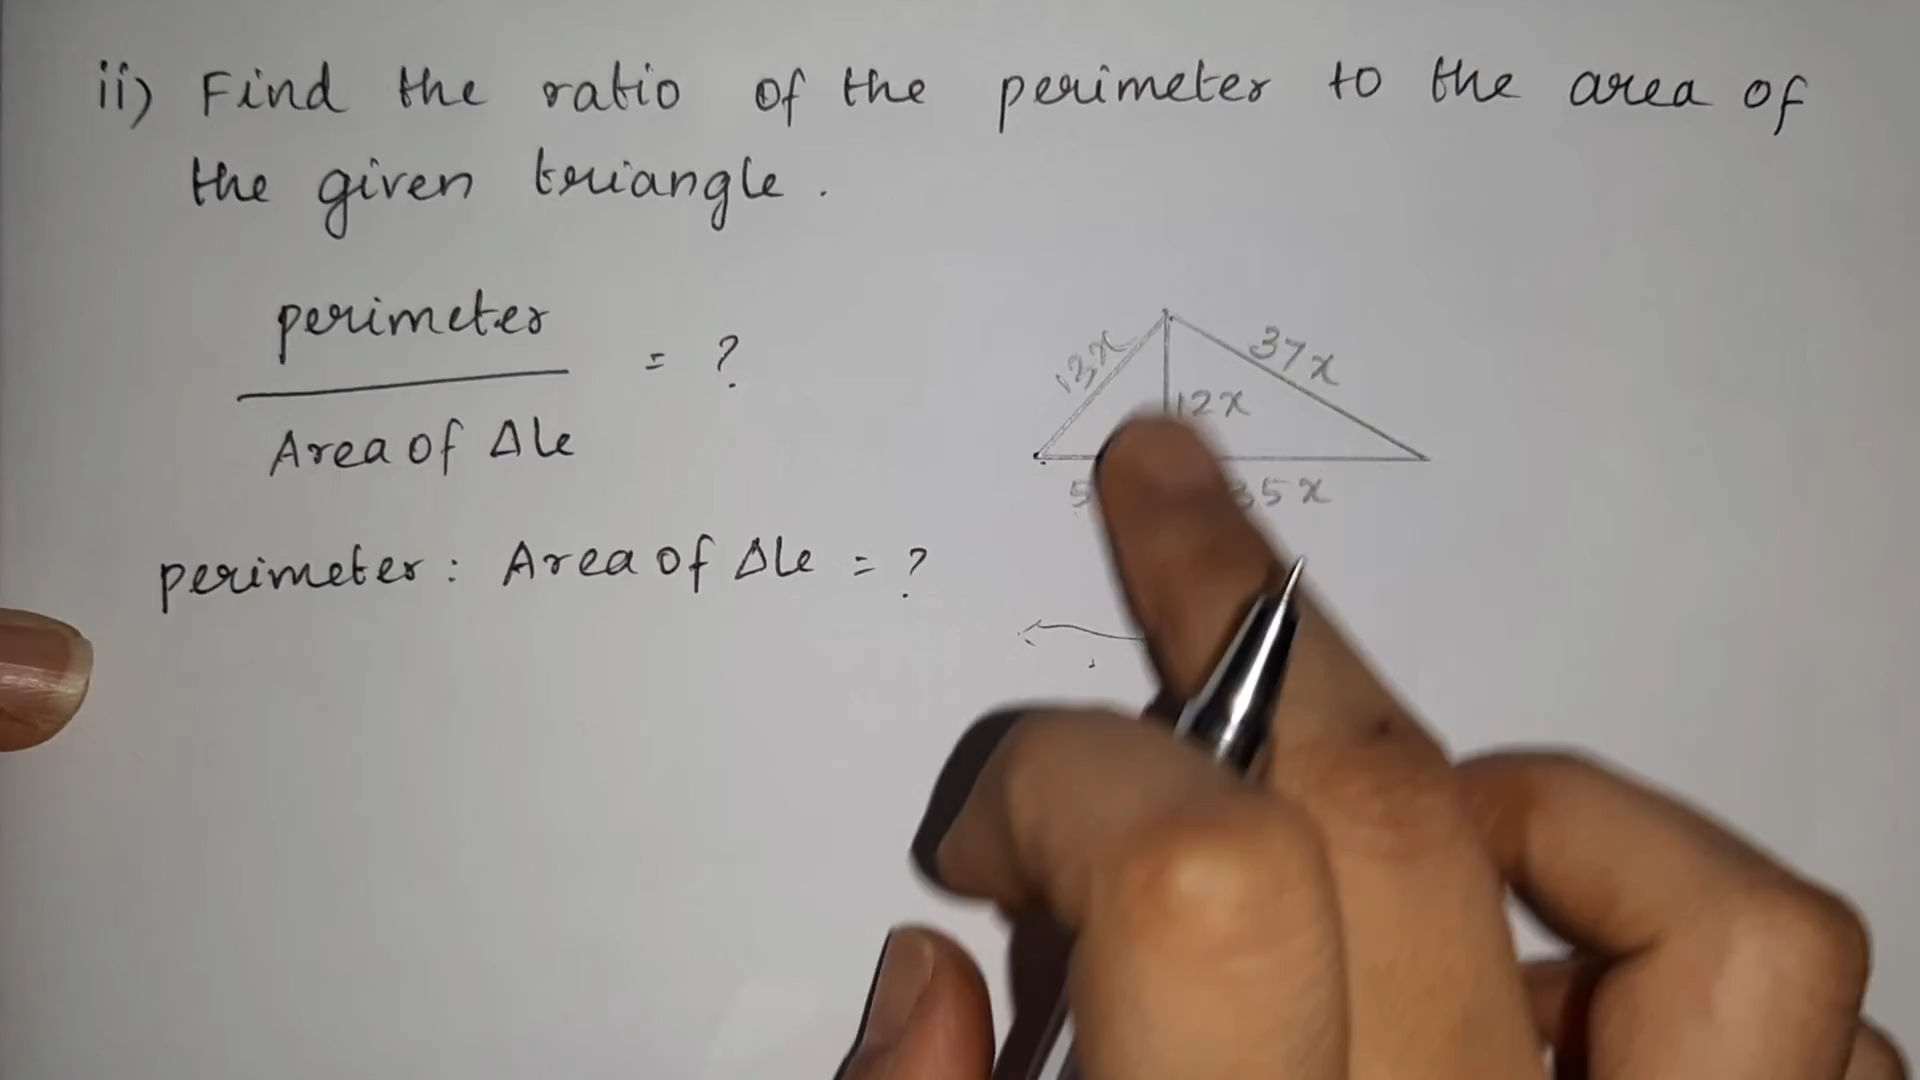 ii) Find the ratio of the perimeter to the area of
the given triangle.
perimeter
= ?
Area of Δle
13x
37x
12x
5
35x
perimeter : Area of Δle = ?